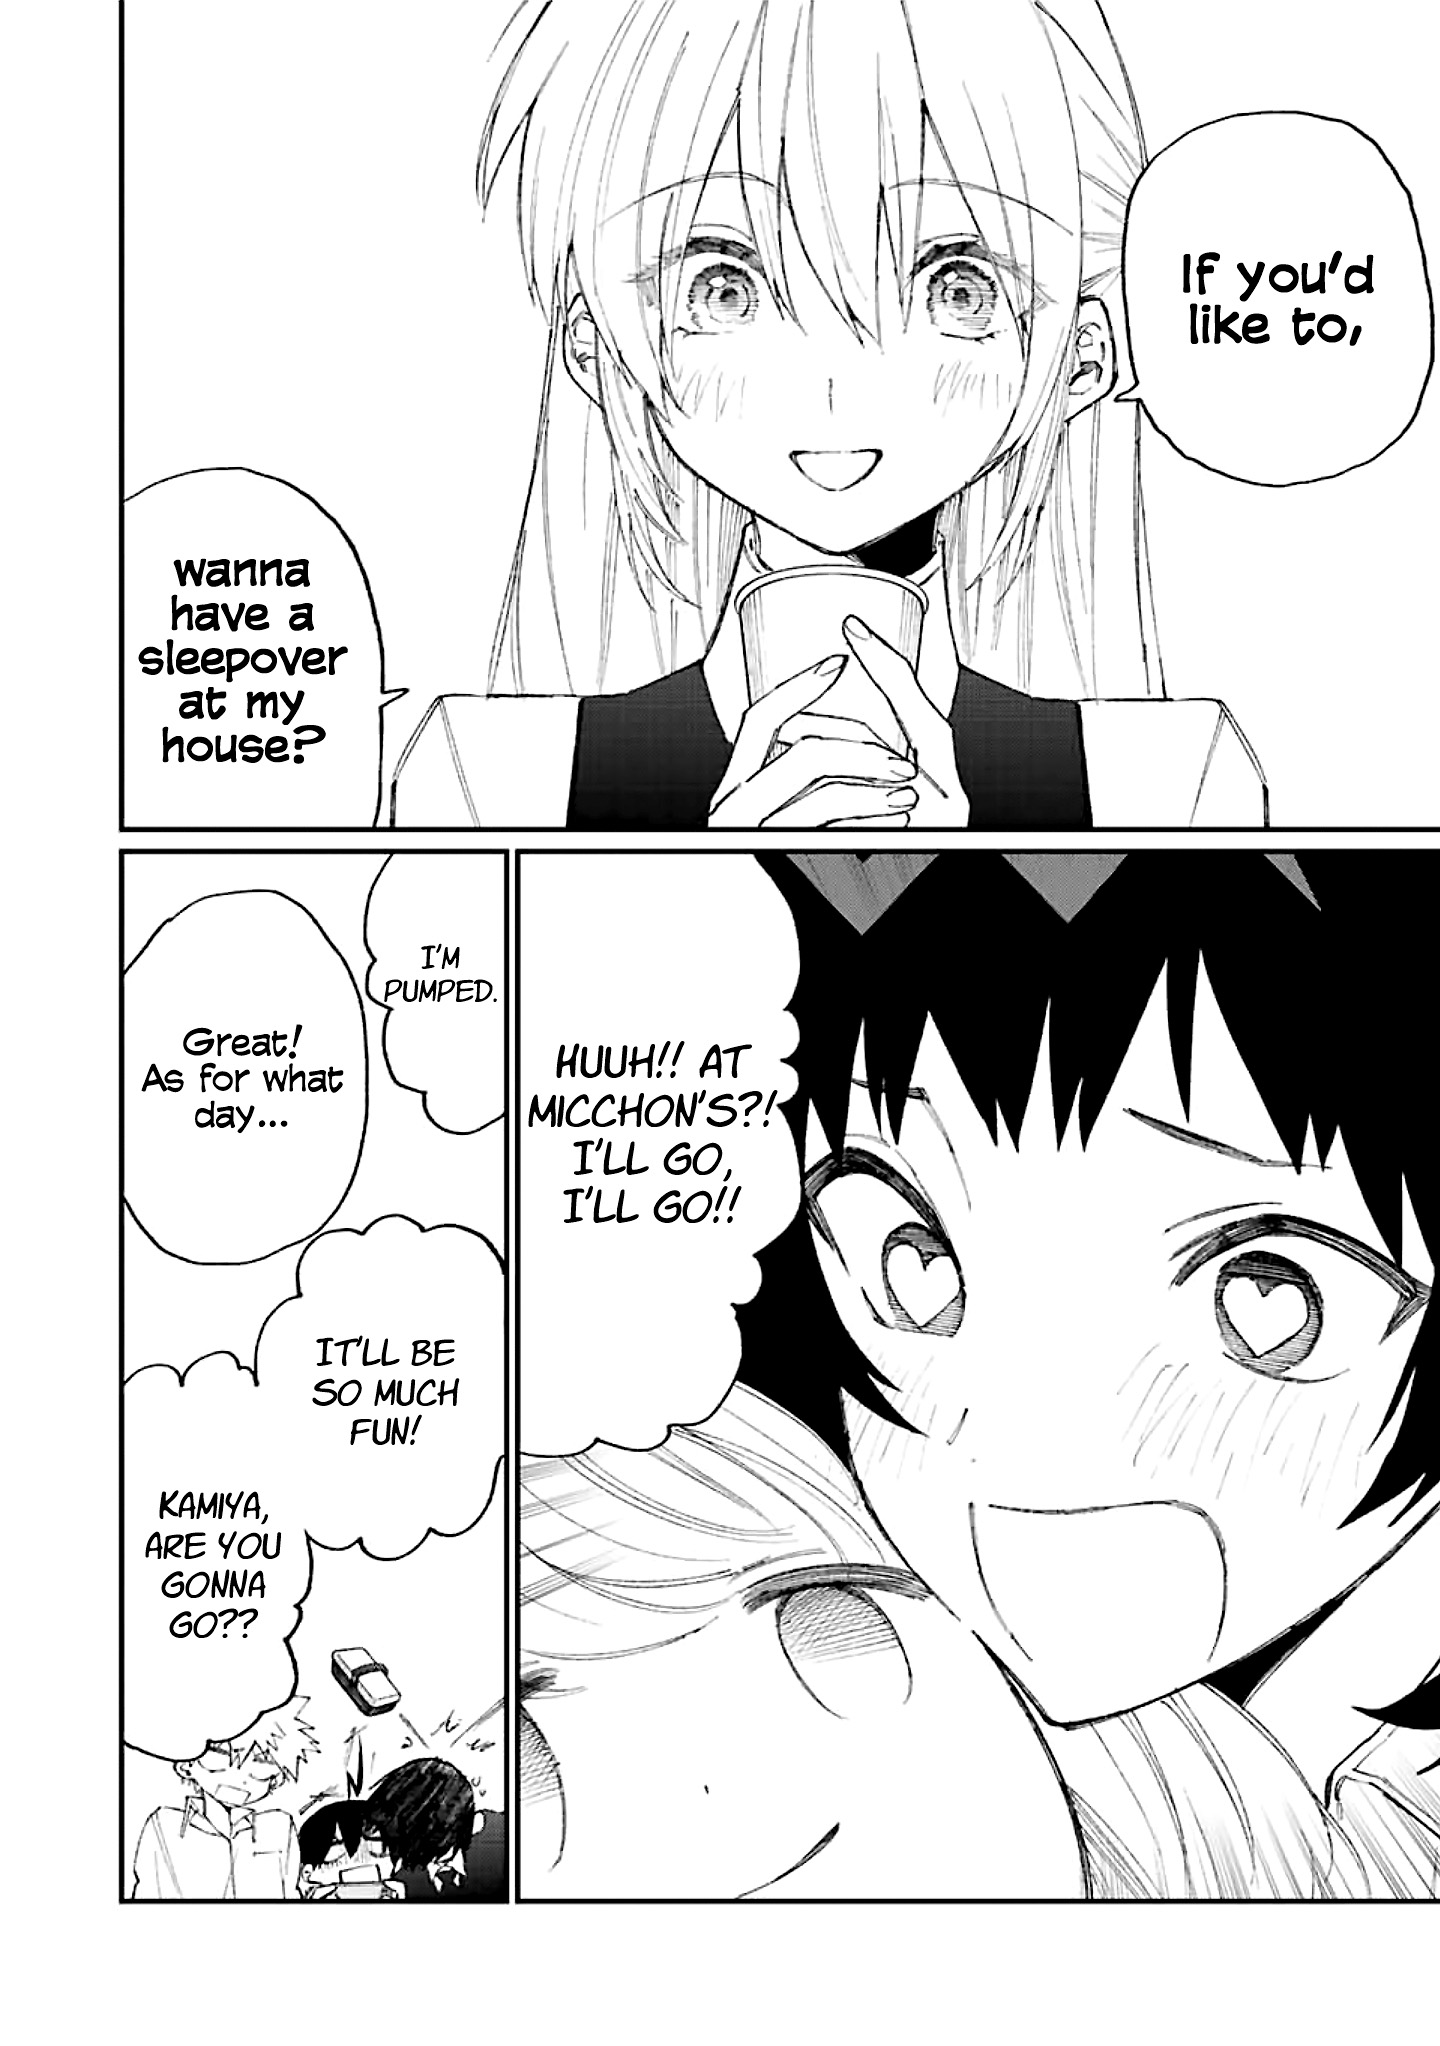 If you'd
like to,
wanna
have a
sleepover
at my
house?
HUUH!! AT
MICCHON'S?!
I'LL GO,
I'LL GO!!
I'M
PUMPED.
Great!
As for what
day...
IT'LL BE
SO MUCH
FUN!
KAMIYA,
ARE YOU
GONNA
GO??